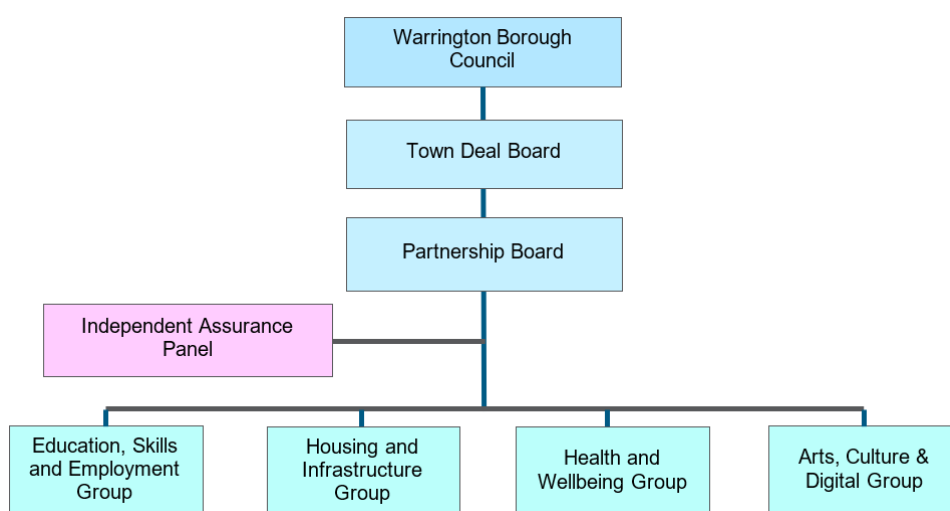 Warrington Borough
Council
Town Deal Board
Partnership Board
Independent Assurance
Panel
Education, Skills
and Employment
Group
Housing and
Infrastructure
Group
Health and
Wellbeing Group
Arts, Culture &
Digital Group